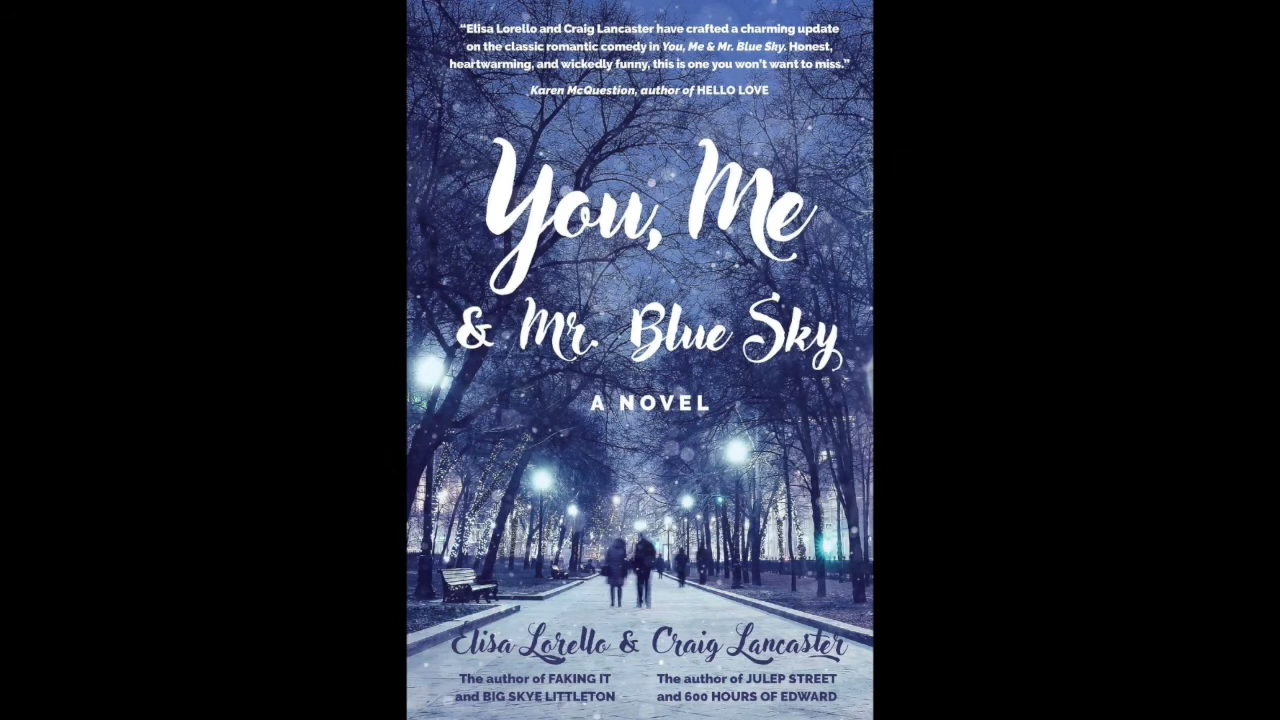 “Elisa Lorello and Craig Lancaster have crafted a charming update
on the classic romantic comedy in You, Me & Mr. Blue Sky. Honest,
heartwarming, and wickedly funny, this is one you won’t want to miss.”
Karen McQuestion, author of HELLO LOVE
You, Me
& Mr. Blue Sky
A NOVEL
Elisa Lorello & Craig Lancaster
The author of FAKING IT
and BIG SKYE LITTLETON
The author of JULEP STREET
and 600 HOURS OF EDWARD